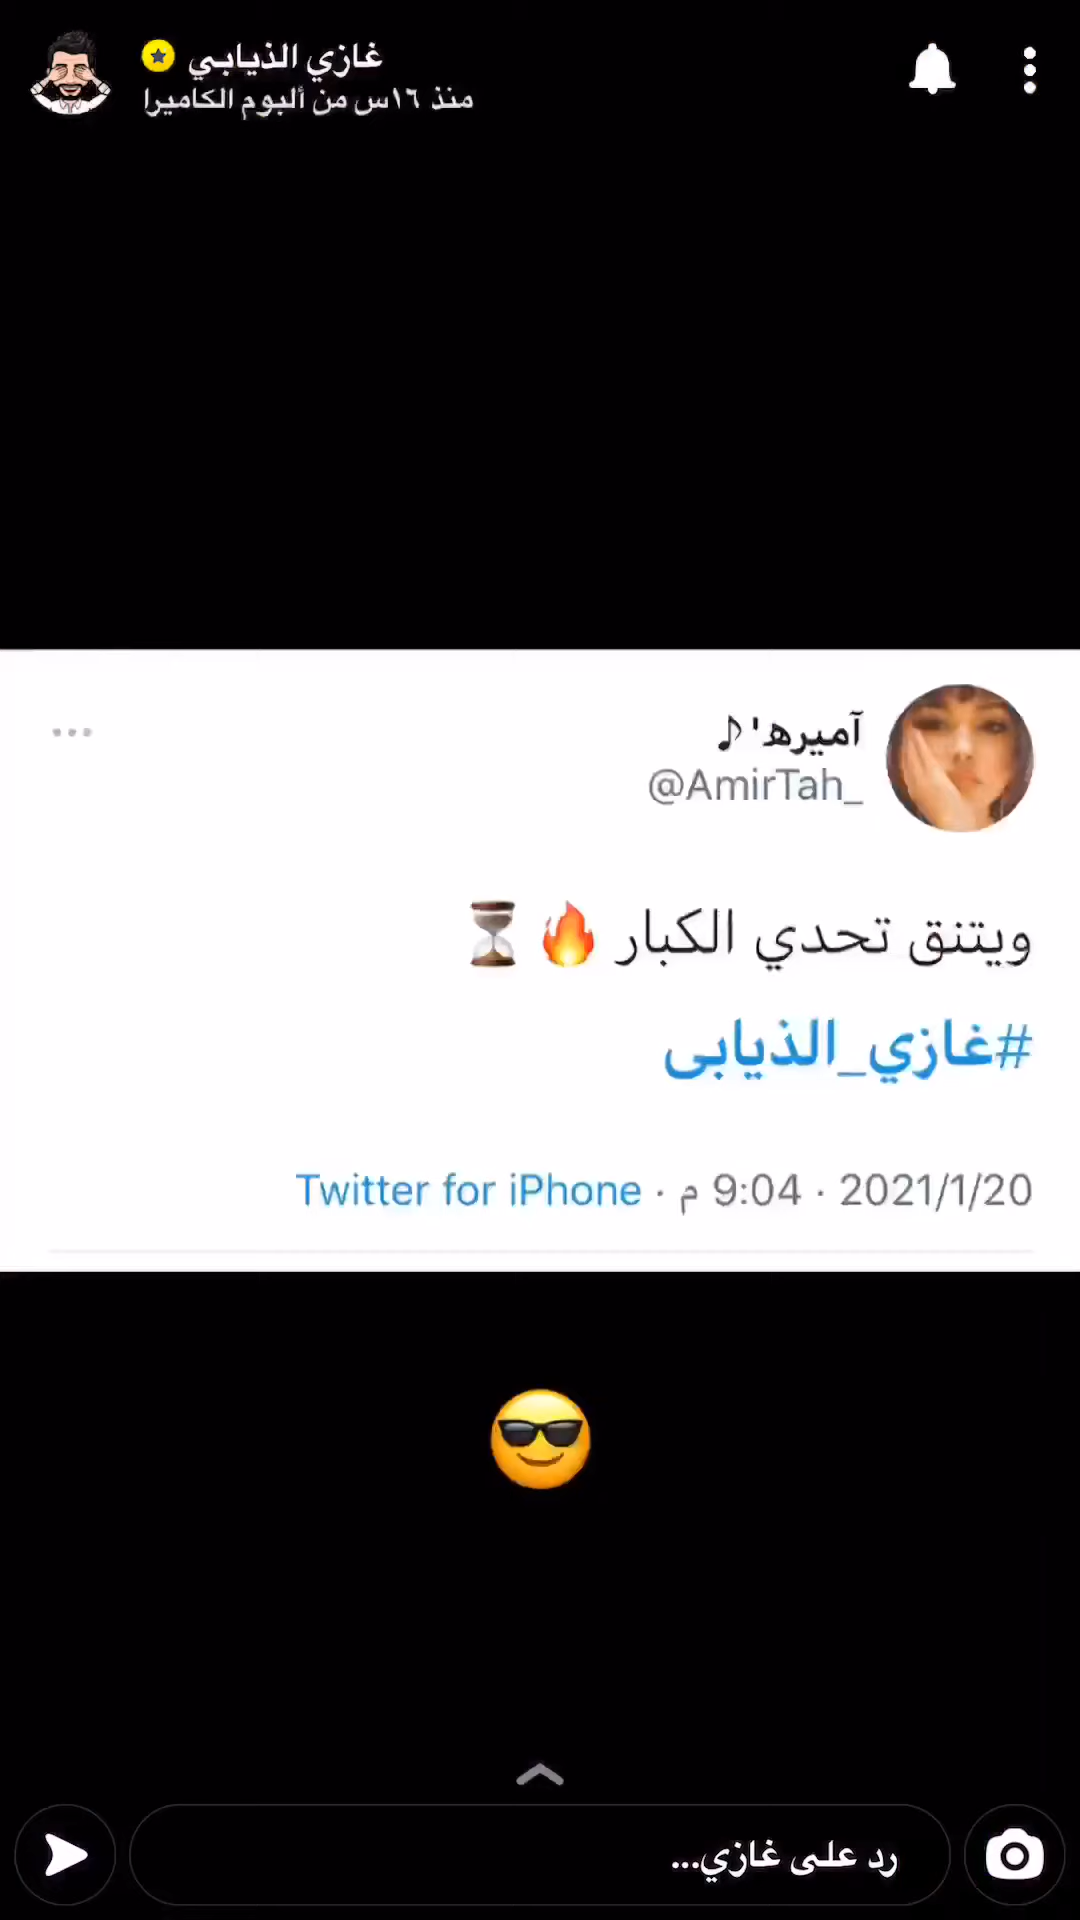 غازي الذيابي
منذ ١٦س من ألبوم الكاميرا
آميرهـ' ♪
@AmirTah_
ويتنق تحدي الكبار 🔥⏳
#غازي_الذيابى
2021/1/20 · 9:04 م · Twitter for iPhone
😎
رد على غازي...